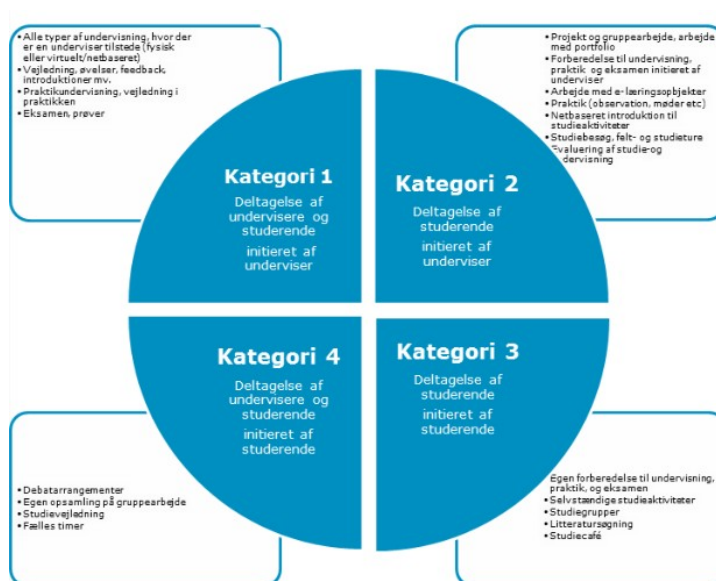 • Alle typer af undervisning, hvor der
er en underviser tilstede (fysisk
eller virtuelt/netbaseret)
• Vejledning, øvelser, feedback,
introduktioner mv.
• Praktikundervisning, vejledning i
praktikken
• Eksamen, prøver
• Projekt og gruppearbejde, arbejde
med portfolio
• Forberedelse til undervisning,
praktik og eksamen initieret af
underviser
• Arbejde med e-læringsobjekter
• Praktik (observation, møder etc)
• Netbaseret introduktion til
studieaktiviteter
• Studiebesøg, felt- og studieture
Evaluering af studie-og
dervisning
Kategori 1
Deltagelse af
undervisere og
studerende
initieret af
underviser
Kategori 2
Deltagelse af
studerende
initieret af
underviser
Kategori 4
Deltagelse af
undervisere og
studerende
initieret af
studerende
Kategori 3
Deltagelse af
studerende
initieret af
studerende
• Debatarrangementer
• Egen opsamling på gruppearbejde
• Studievejledning
• Fælles timer
Egen forberedelse til undervisning,
praktik, og eksamen
• Selvstændige studieaktiviteter
• Studiegrupper
• Litteratursøgning
• Studiecafé